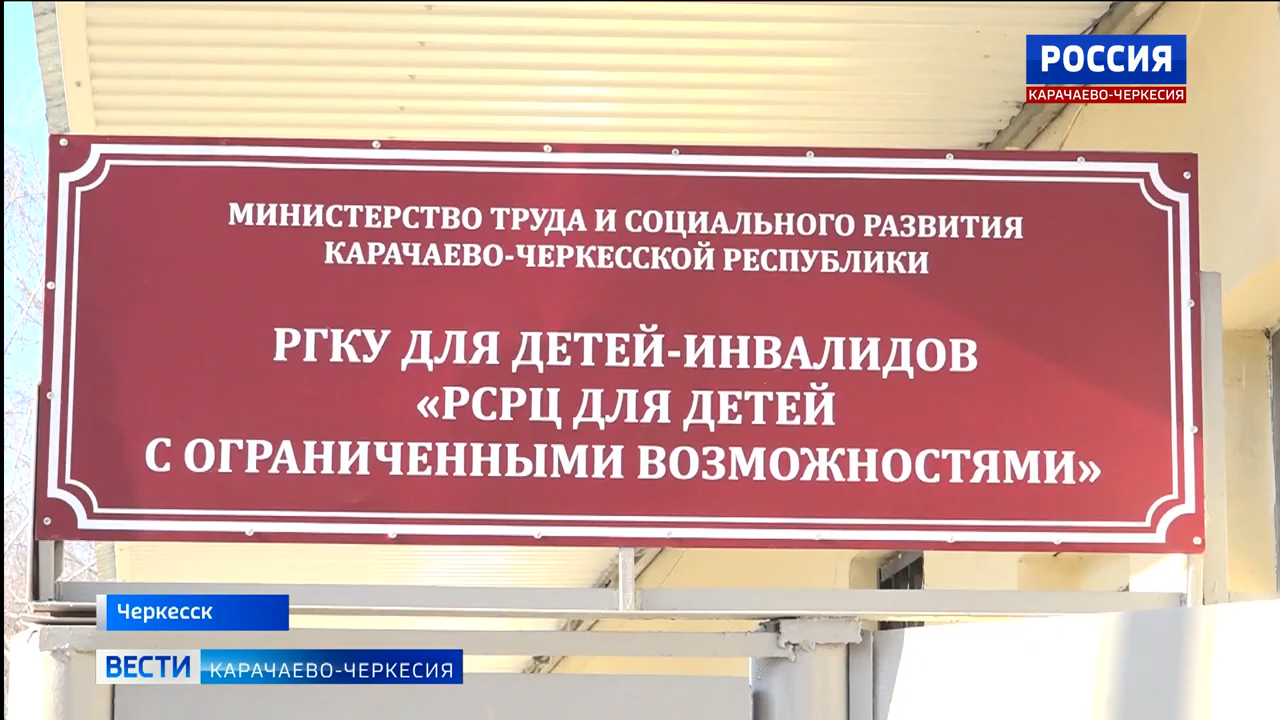 РОССИЯ
КАРАЧАЕВО-ЧЕРКЕСИЯ
МИНИСТЕРСТВО ТРУДА И СОЦИАЛЬНОГО РАЗВИТИЯ
КАРАЧАЕВО-ЧЕРКЕССКОЙ РЕСПУБЛИКИ
РГКУ ДЛЯ ДЕТЕЙ-ИНВАЛИДОВ
«РСРЦ ДЛЯ ДЕТЕЙ
С ОГРАНИЧЕННЫМИ ВОЗМОЖНОСТЯМИ»
Черкесск
ВЕСТИ КАРАЧАЕВО-ЧЕРКЕСИЯ